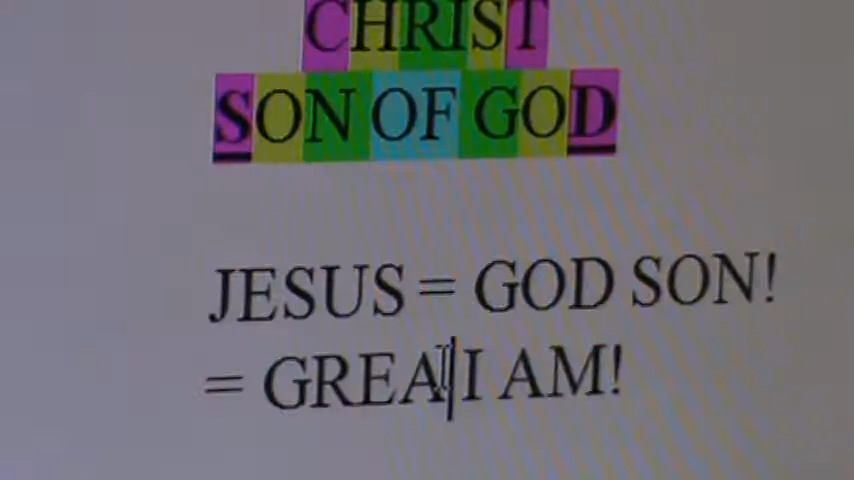 CHRIST
SON OF GOD
JESUS = GOD SON!
= GREA I AM!